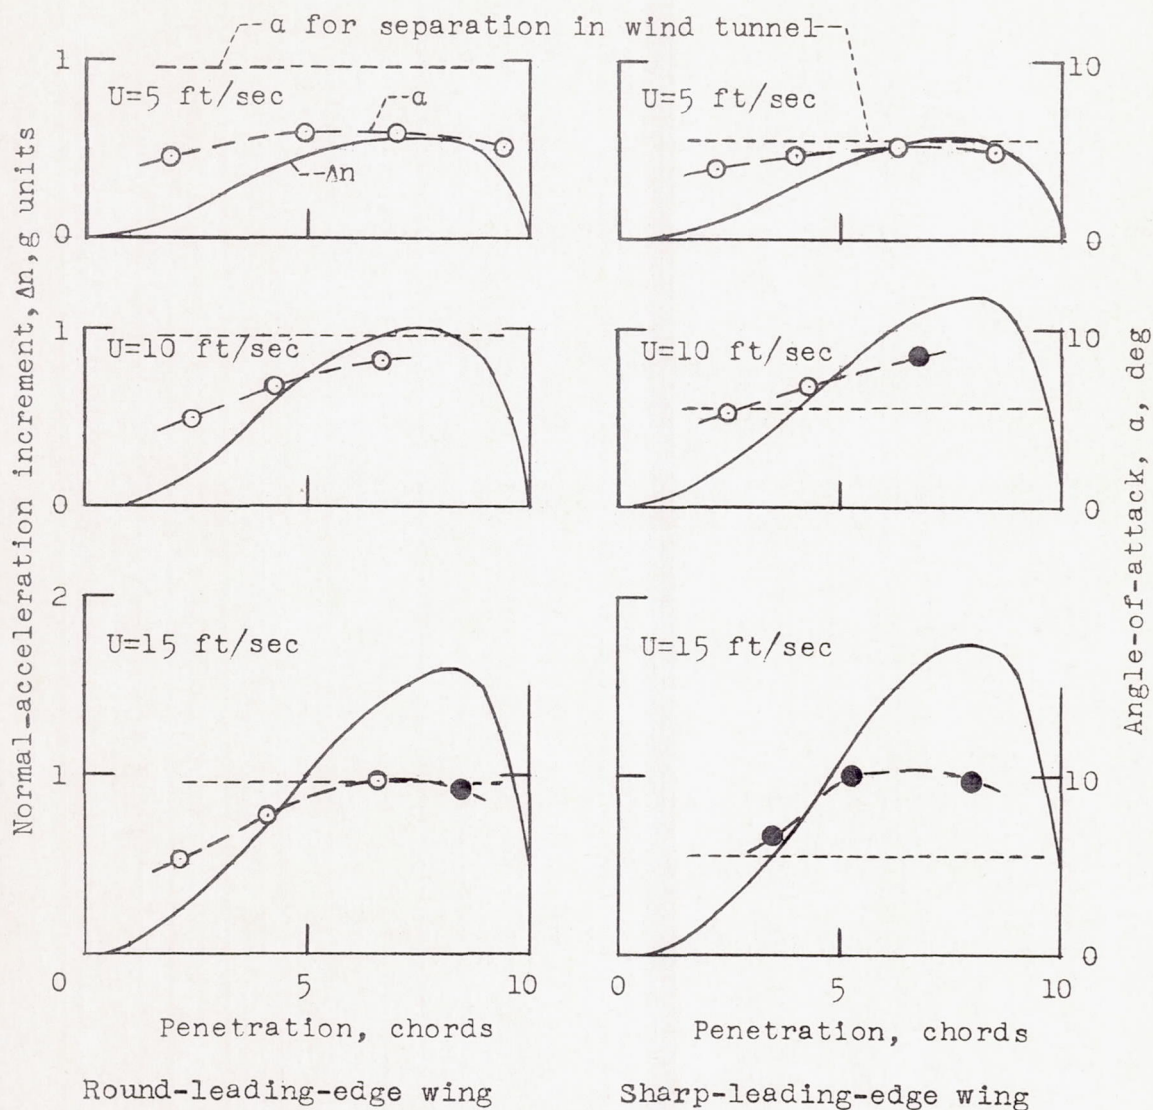 α for separation in wind tunnel
1
10
U=5 ft/sec
α
U=5 ft/sec
Δn
0
0
1
10
U=10 ft/sec
U=10 ft/sec
0
0
2
U=15 ft/sec
U=15 ft/sec
1
10
0
0
5
10
0
5
10
Penetration, chords
Penetration, chords
Round-leading-edge wing
Sharp-leading-edge wing
Normal-acceleration increment, Δn, g units
Angle-of-attack, α, deg